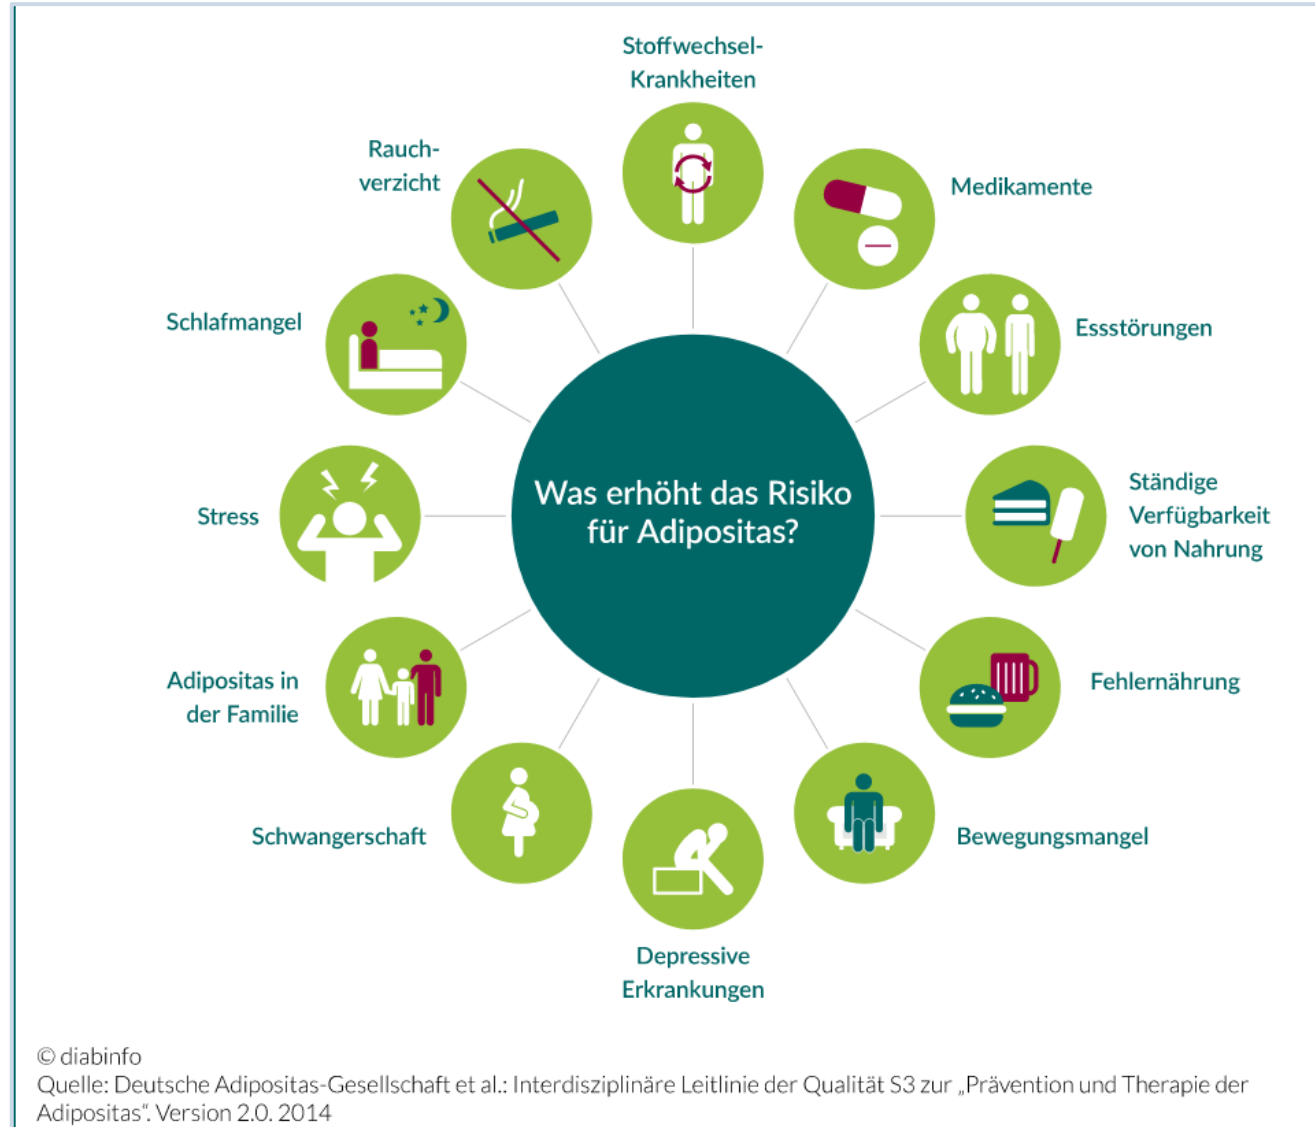 Stoffwechsel-
Krankheiten
Medikamente
Essstörungen
Ständige
Verfügbarkeit
von Nahrung
Fehlernährung
Bewegungsmangel
Depressive
Erkrankungen
Schwangerschaft
Adipositas in
der Familie
Stress
Schlafmangel
Rauch-
verzicht
Was erhöht das Risiko
für Adipositas?
© diabinfo
Quelle: Deutsche Adipositas-Gesellschaft et al.: Interdisziplinäre Leitlinie der Qualität S3 zur „Prävention und Therapie der
Adipositas“. Version 2.0. 2014